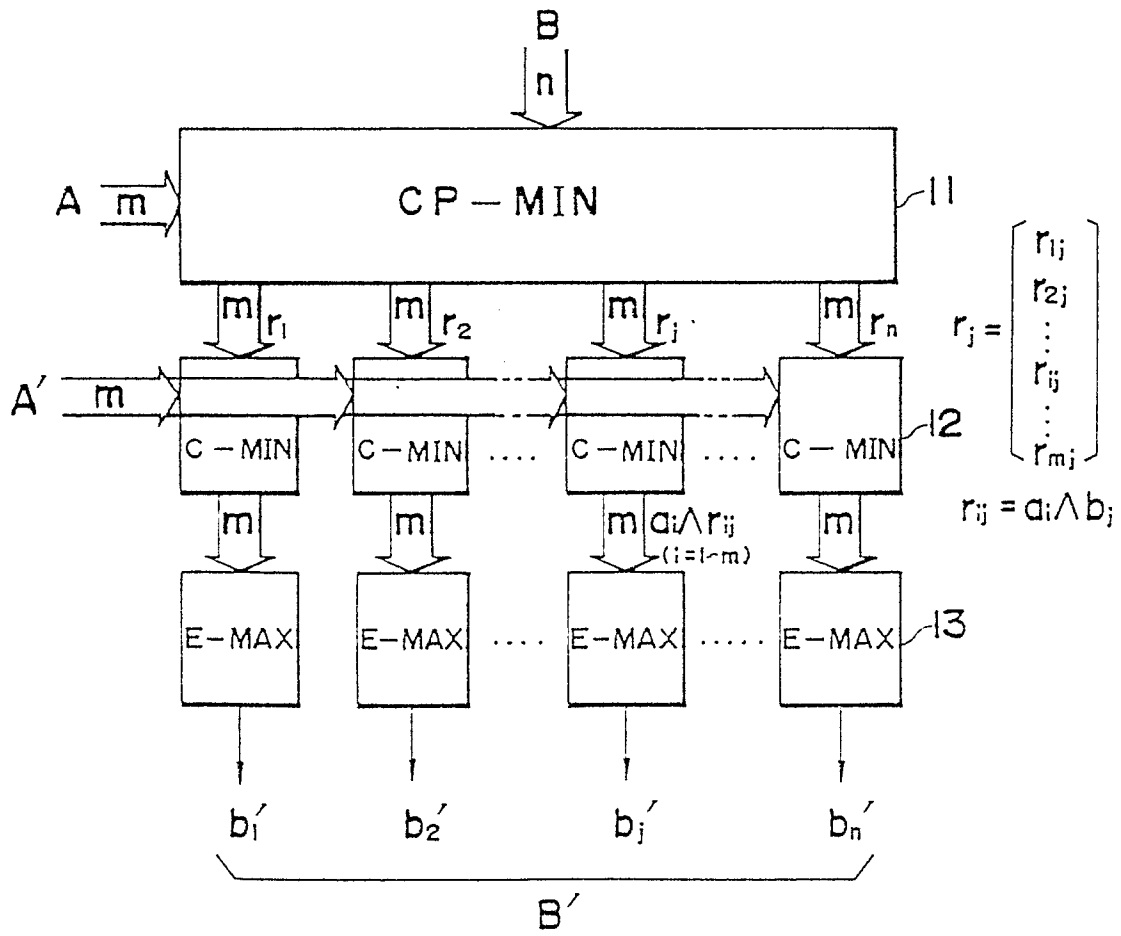 B
n
A m CP-MIN 11
m r₁ m r₂ m rⱼ m rₙ
rⱼ = r₁ⱼ r₂ⱼ ⋮ rᵢⱼ ⋮ rₘⱼ
A′ m
C-MIN C-MIN .... C-MIN .... C-MIN 12
rᵢⱼ = aᵢ∧bⱼ
m m m aᵢ∧rᵢⱼ m
(i=1~m)
E-MAX E-MAX .... E-MAX ..... E-MAX 13
b₁′ b₂′ bⱼ′ bₙ′
B′